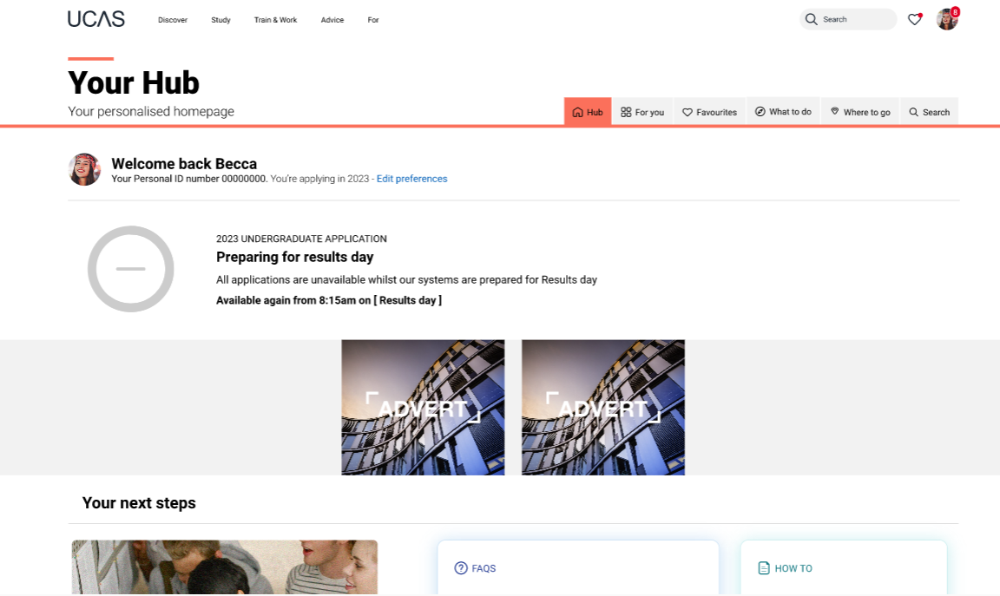 UCAS
Discover
Study
Train & Work
Advice
For
Search
8
Your Hub
Your personalised homepage
Hub
For you
Favourites
What to do
Where to go
Search
Welcome back Becca
Your Personal ID number 00000000. You're applying in 2023 - Edit preferences
2023 UNDERGRADUATE APPLICATION
Preparing for results day
All applications are unavailable whilst our systems are prepared for Results day
Available again from 8:15am on [ Results day ]
ADVERT
ADVERT
Your next steps
FAQS
HOW TO